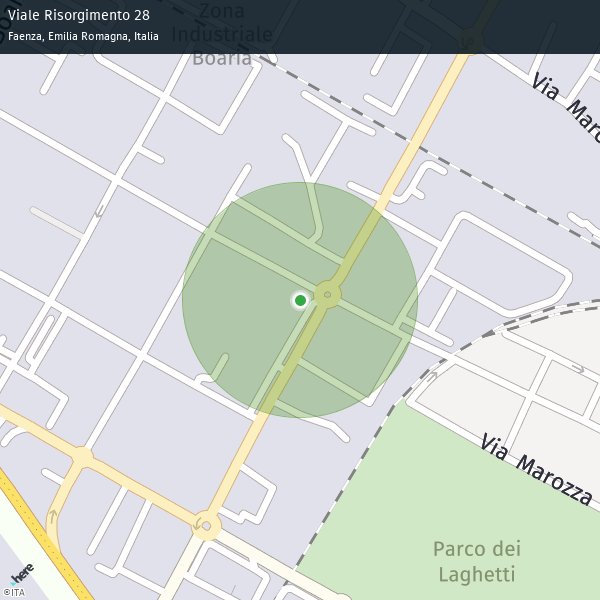 Viale Risorgimento 28
Faenza, Emilia Romagna, Italia
Zona
Industriale
Boaria
Via Maro
Via Marozza
Parco dei
Laghetti
here
©ITA